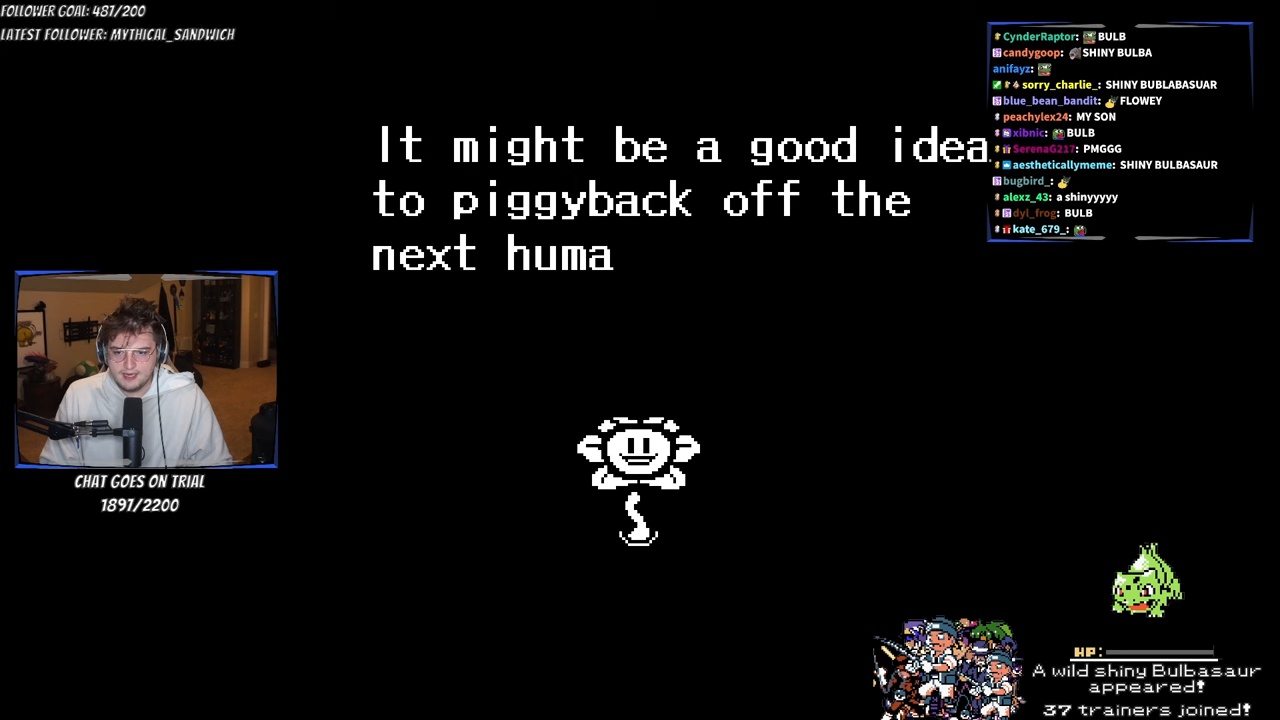 FOLLOWER GOAL: 487/200
LATEST FOLLOWER: MYTHICAL_SANDWICH
CynderRaptor: BULB
candygoop: SHINY BULBA
anifayz:
sorry_charlie_: SHINY BUBLABASUAR
blue_bean_bandit: FLOWEY
peachylex24: MY SON
xibnic: BULB
SerenaG217: PMGGG
aestheticallymeme: SHINY BULBASAUR
bugbird_:
alexz_43: a shinyyyyy
dyl_frog: BULB
kate_679_:
It might be a good idea
to piggyback off the
next huma
CHAT GOES ON TRIAL
1897/2200
HP:
A wild shiny Bulbasaur
appeared!
37 trainers joined!